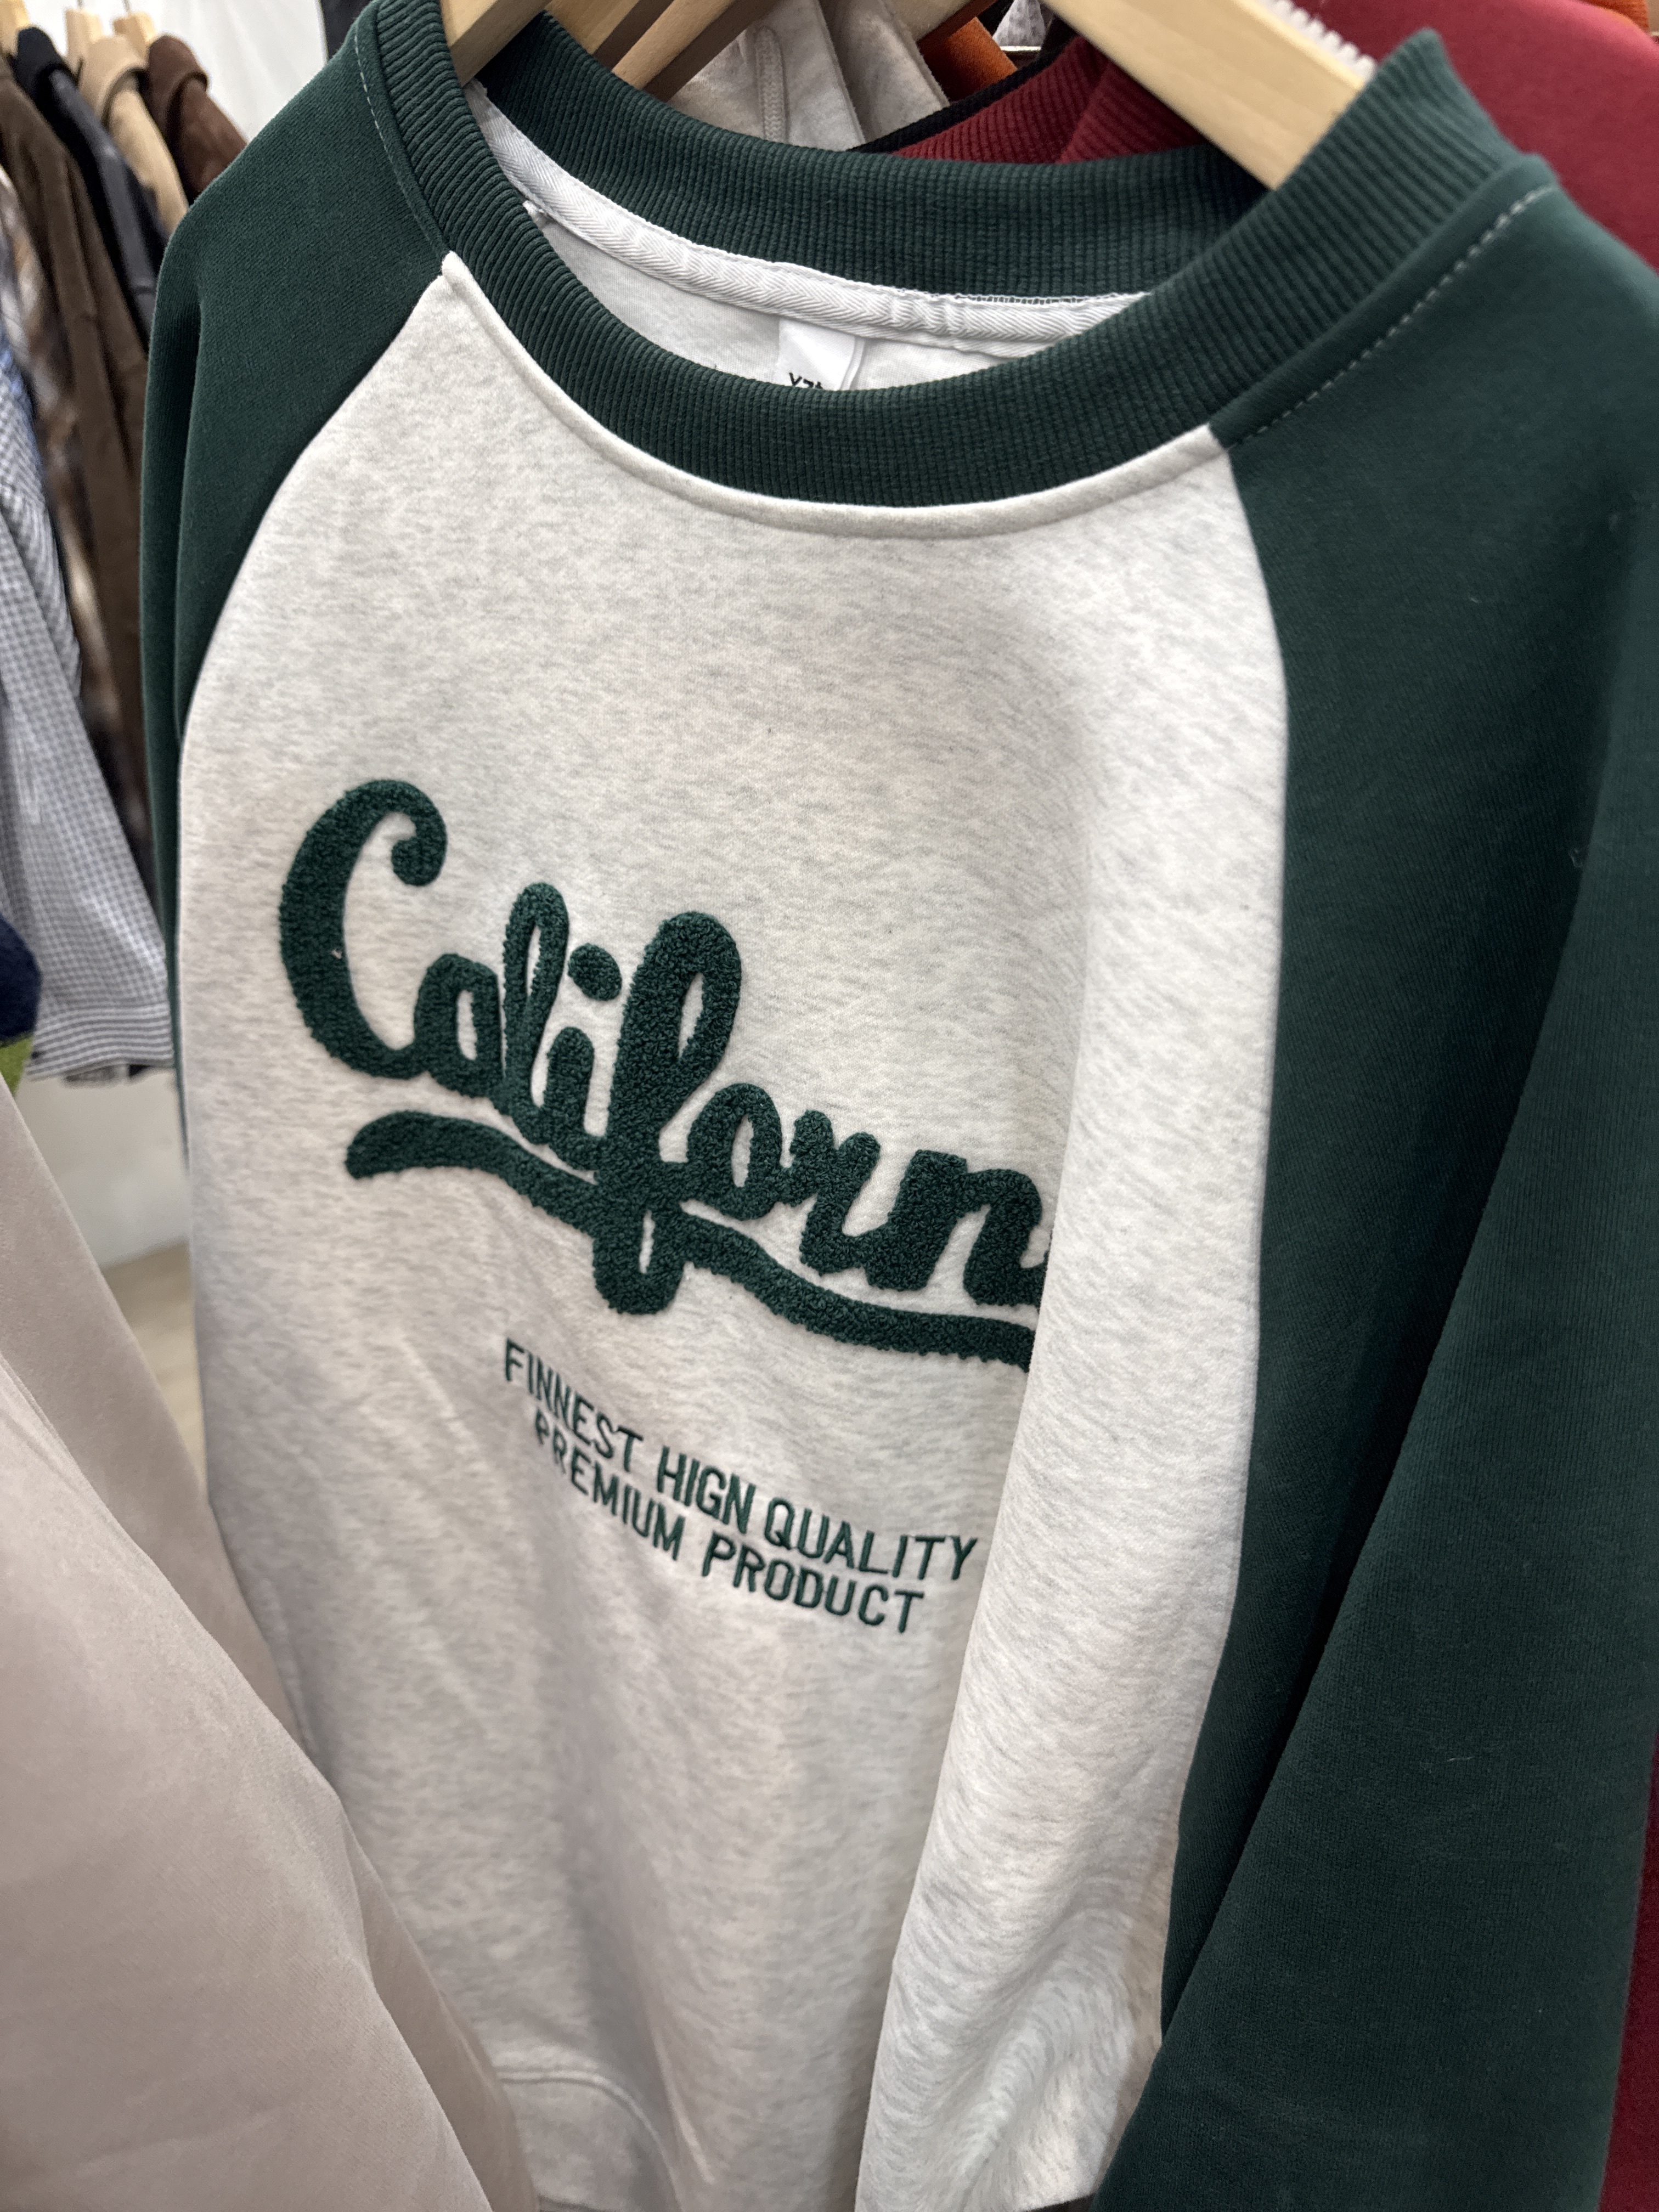 Californ
FINNEST HIGN QUALITY
PREMIUM PRODUCT